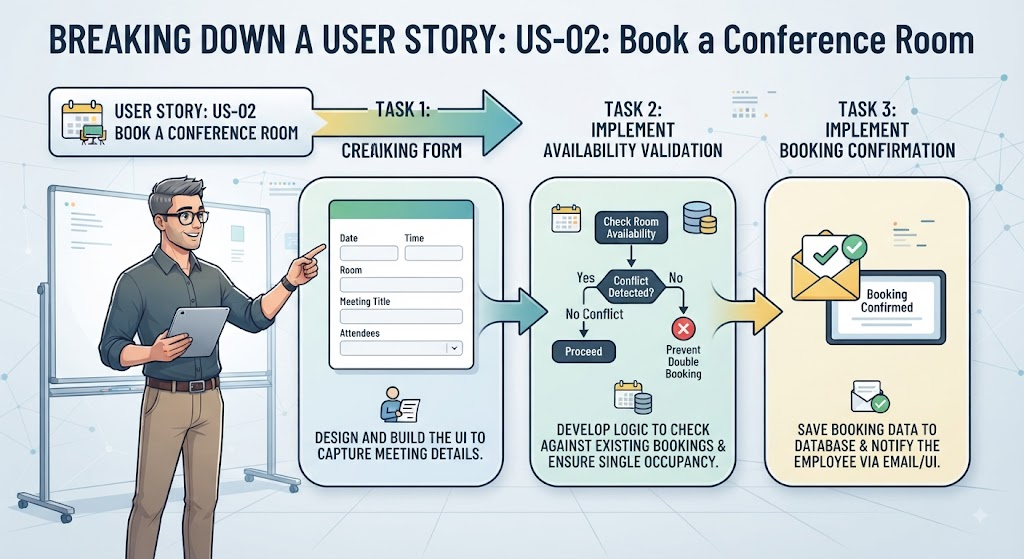 BREAKING DOWN A USER STORY: US-02: Book a Conference Room
USER STORY: US-02
BOOK A CONFERENCE ROOM
TASK 1:
CREAIKING FORM
Date
Time
Room
Meeting Title
Attendees
DESIGN AND BUILD THE UI TO
CAPTURE MEETING DETAILS.
TASK 2:
IMPLEMENT
AVAILABILITY VALIDATION
Check Room
Availability
Yes
Conflict
Detected?
No
No Conflict
Proceed
Prevent
Double
Booking
DEVELOP LOGIC TO CHECK
AGAINST EXISTING BOOKINGS &
ENSURE SINGLE OCCUPANCY.
TASK 3:
IMPLEMENT
BOOKING CONFIRMATION
Booking
Confirmed
SAVE BOOKING DATA TO
DATABASE & NOTIFY THE
EMPLOYEE VIA EMAIL/UI.